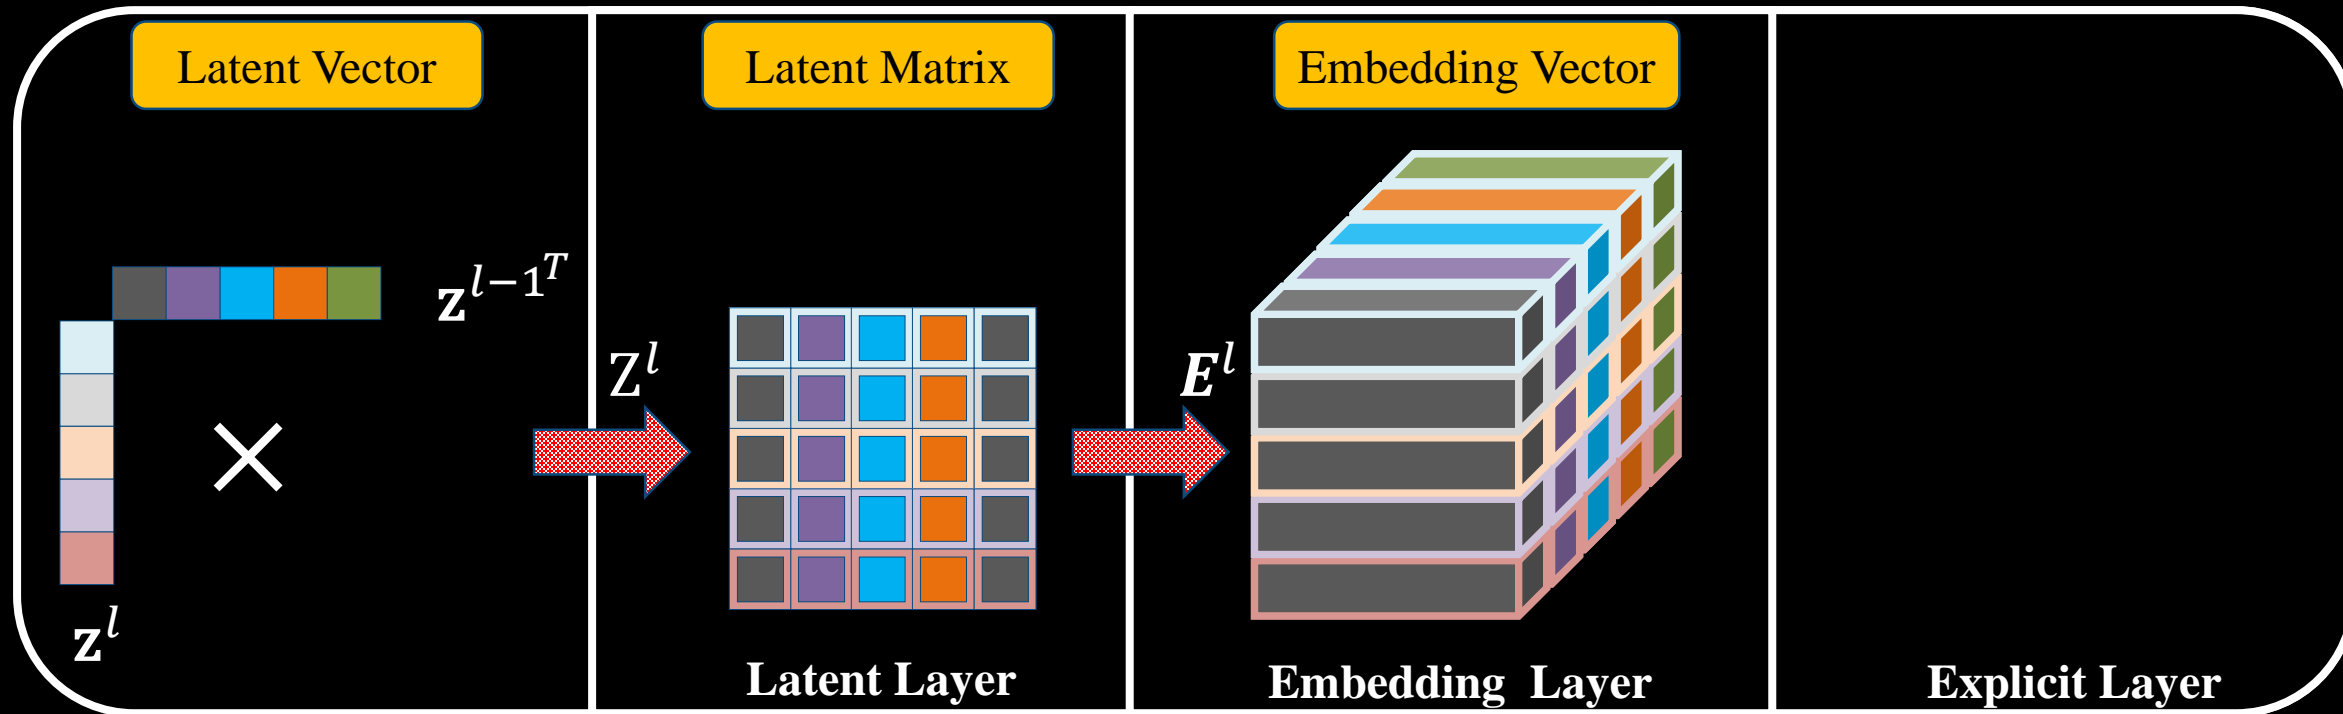 Latent Vector
Latent Matrix
Embedding Vector
𝐳^{l−1^T}
𝐳^l
Z^l
𝑬^l
Latent Layer
Embedding Layer
Explicit Layer